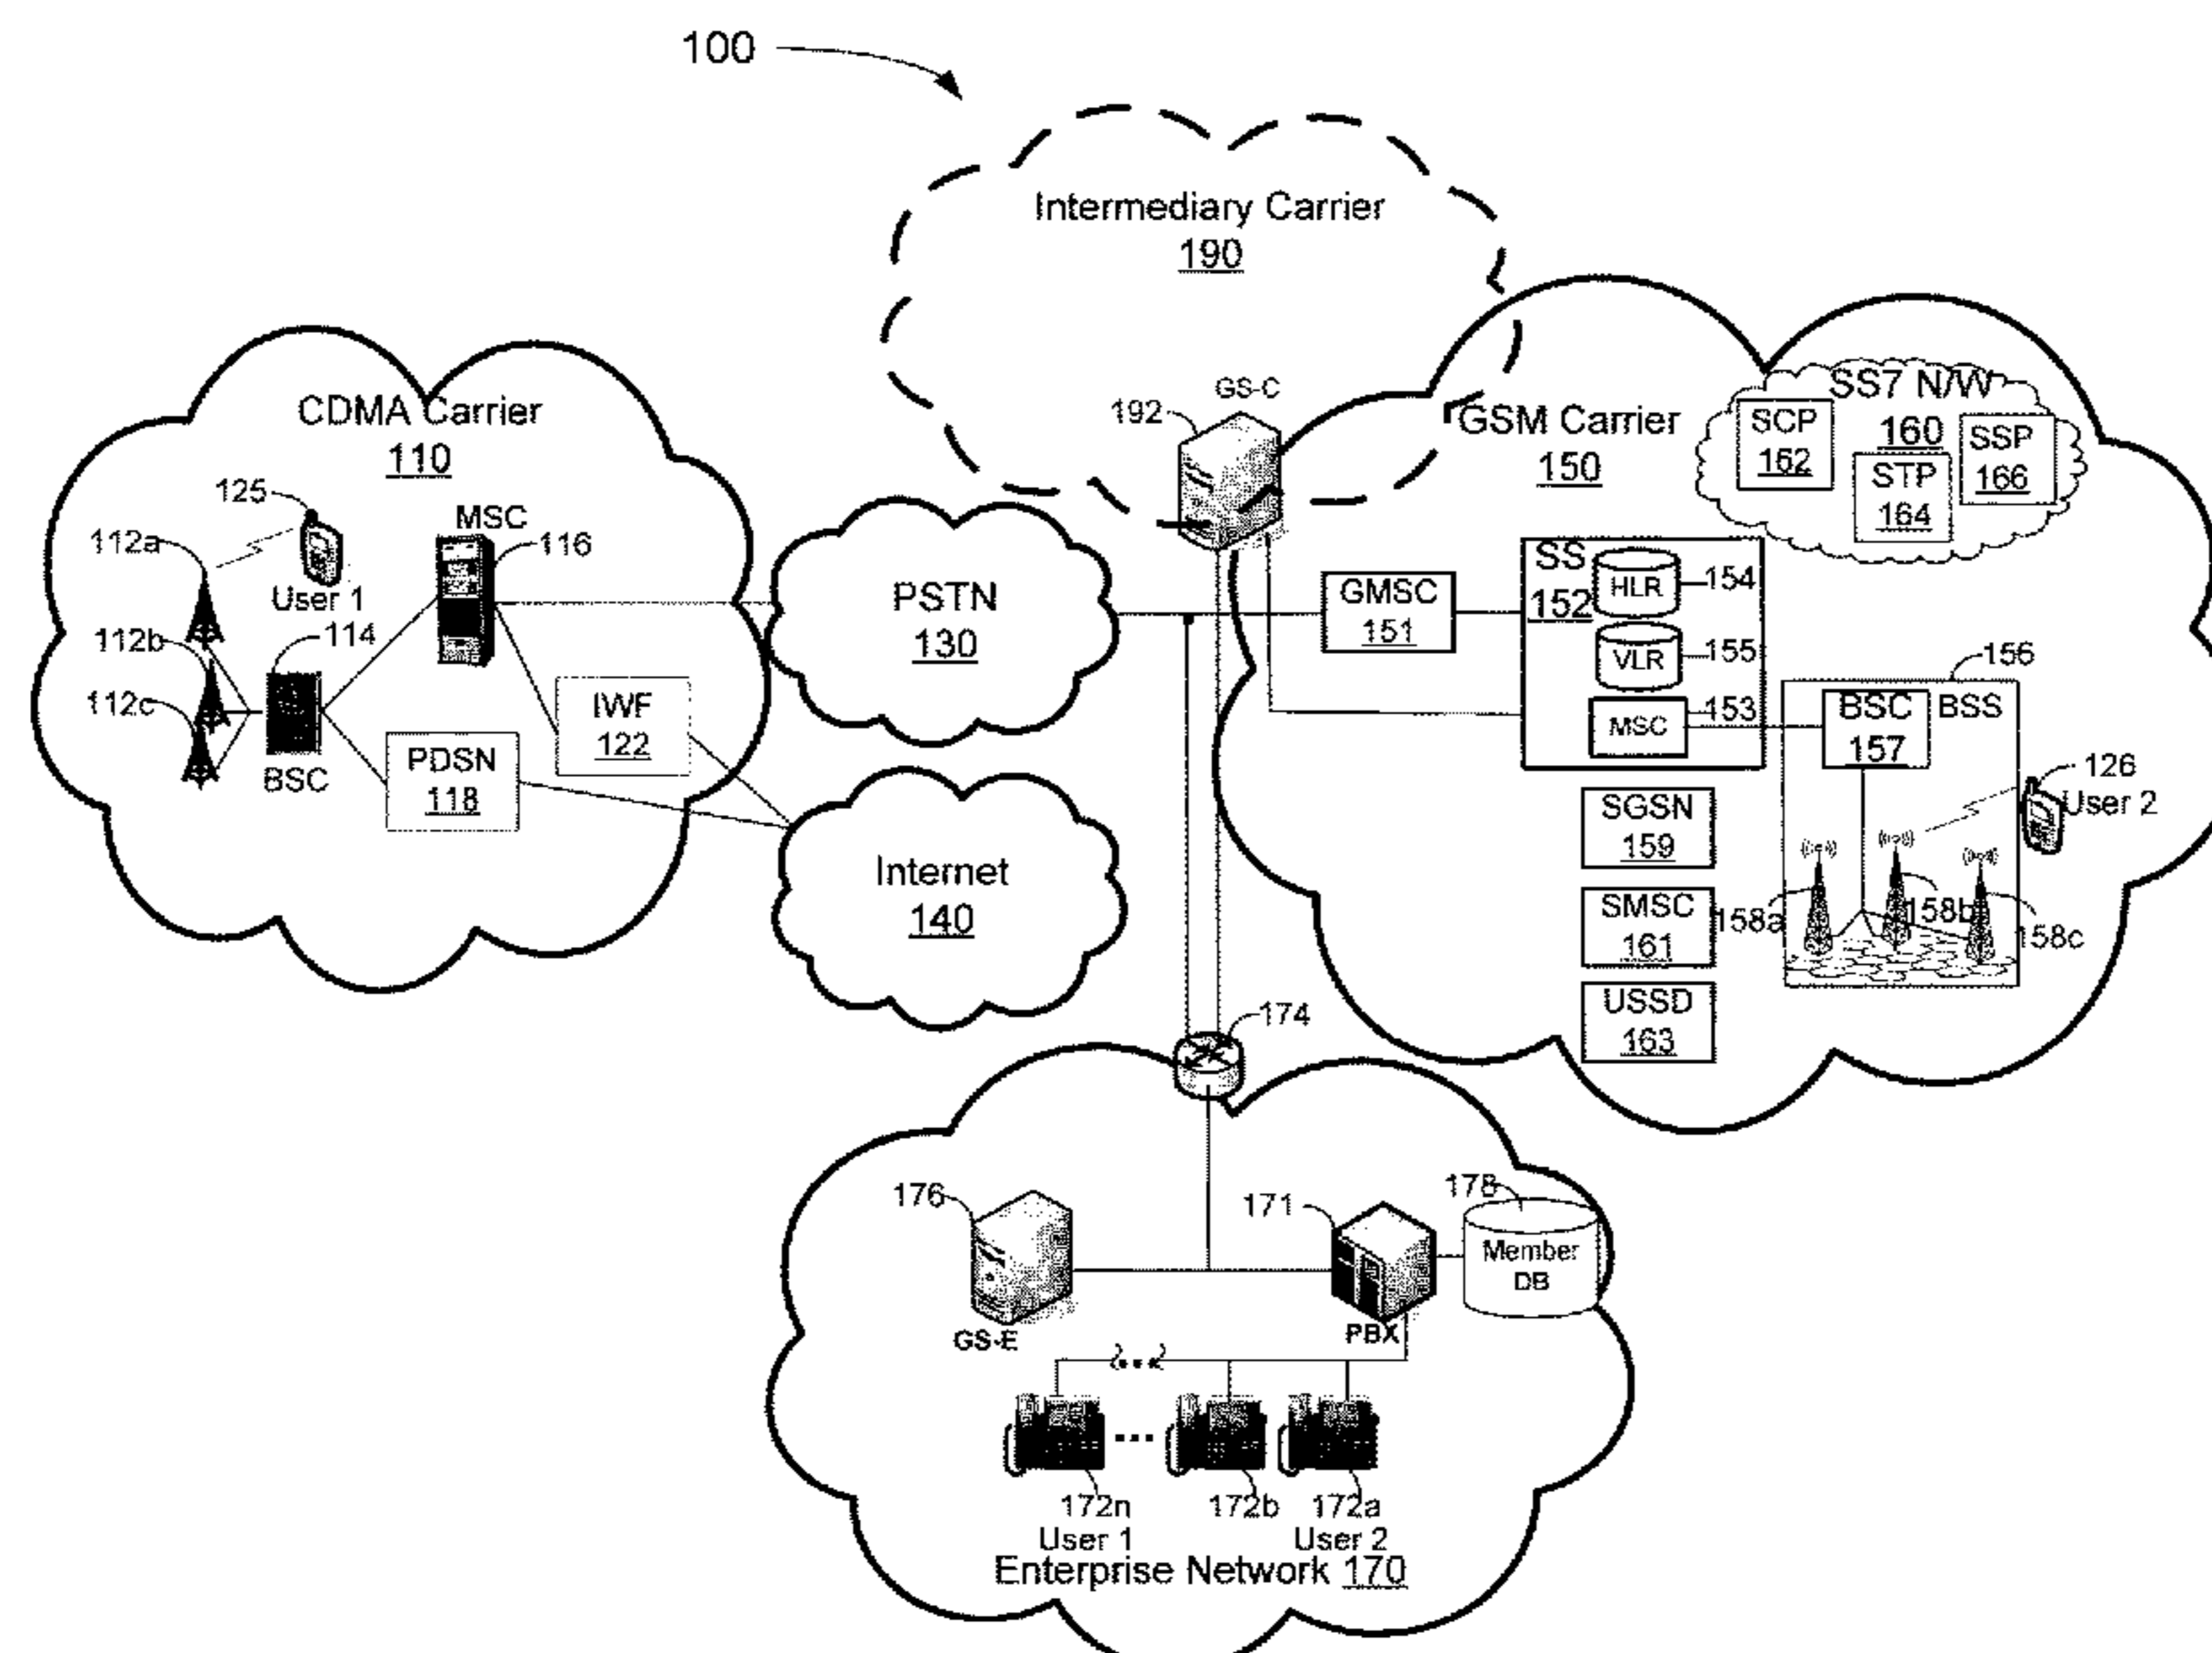 100
Intermediary Carrier
190
GS-C
192
CDMA Carrier
110
125
User 1
112a
112b
112c
114
BSC
MSC
116
IWF
122
PDSN
118
PSTN
130
Internet
140
GSM Carrier
150
SS7 N/W
160
SCP
162
STP
164
SSP
166
GMSC
151
SS
152
HLR
154
VLR
155
MSC
153
156
BSC
157
BSS
126
User 2
SGSN
159
SMSC
161
USSD
163
158a
158b
158c
174
176
GS-E
171
PBX
178
Member
DB
172n
User 1
172b
172a
User 2
Enterprise Network 170